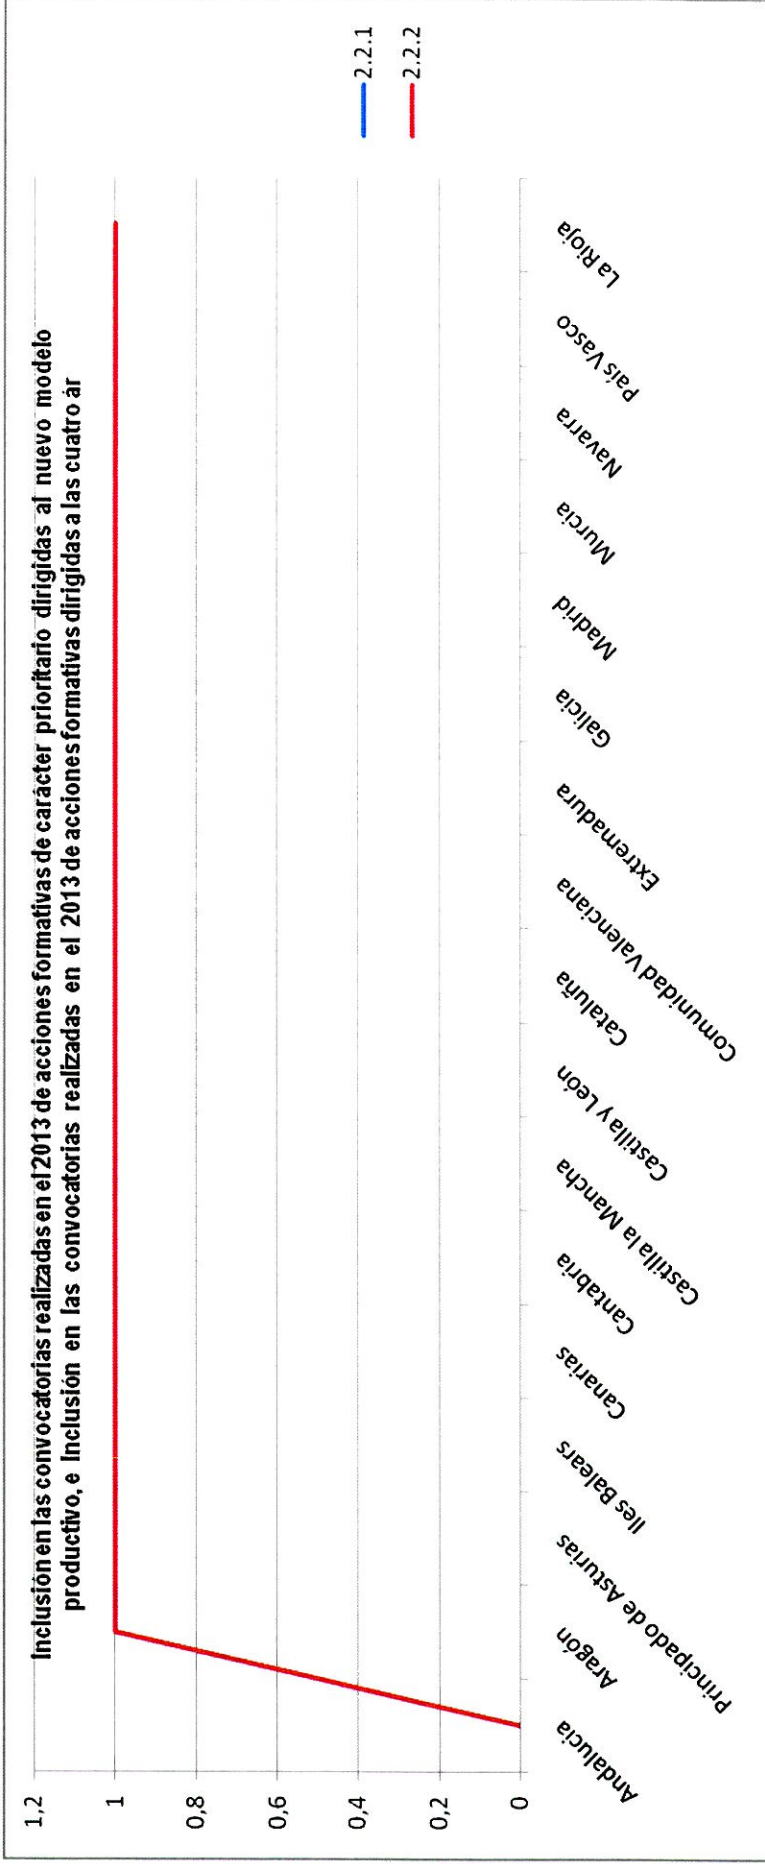 Inclusión en las convocatorias realizadas en el 2013 de acciones formativas de carácter prioritario dirigidas al nuevo modelo
productivo, e Inclusión en las convocatorias realizadas en el 2013 de acciones formativas dirigidas a las cuatro ár
1,2
1
0,8
0,6
0,4
0,2
0
Andalucia
Aragón
Principado de Asturias
Illes Balears
Canarias
Cantabria
Castilla la Mancha
Castilla y León
Cataluña
Comunidad Valenciana
Extremadura
Galicia
Madrid
Murcia
Navarra
País Vasco
La Rioja
2.2.1
2.2.2